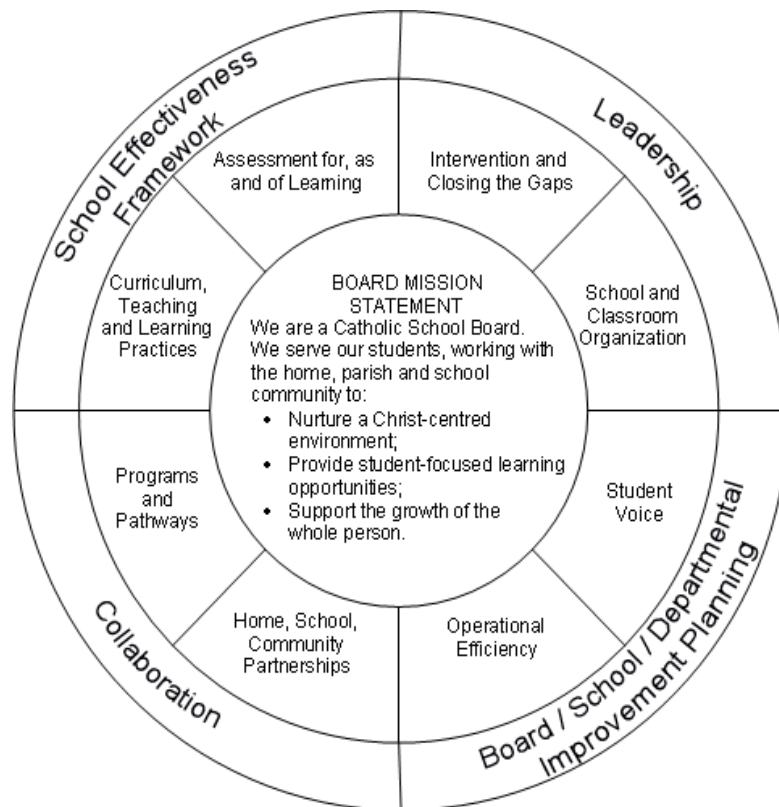 School Effectiveness
Framework
Leadership
Assessment for, as
and of Learning
Intervention and
Closing the Gaps
Curriculum,
Teaching
and Learning
Practices
School and
Classroom
Organization
BOARD MISSION
STATEMENT
We are a Catholic School Board.
We serve our students, working with
the home, parish and school
community to:
• Nurture a Christ-centred
environment;
• Provide student-focused learning
opportunities;
• Support the growth of the
whole person.
Programs
and
Pathways
Student
Voice
Home, School,
Community
Partnerships
Operational
Efficiency
Collaboration
Board / School / Departmental
Improvement Planning